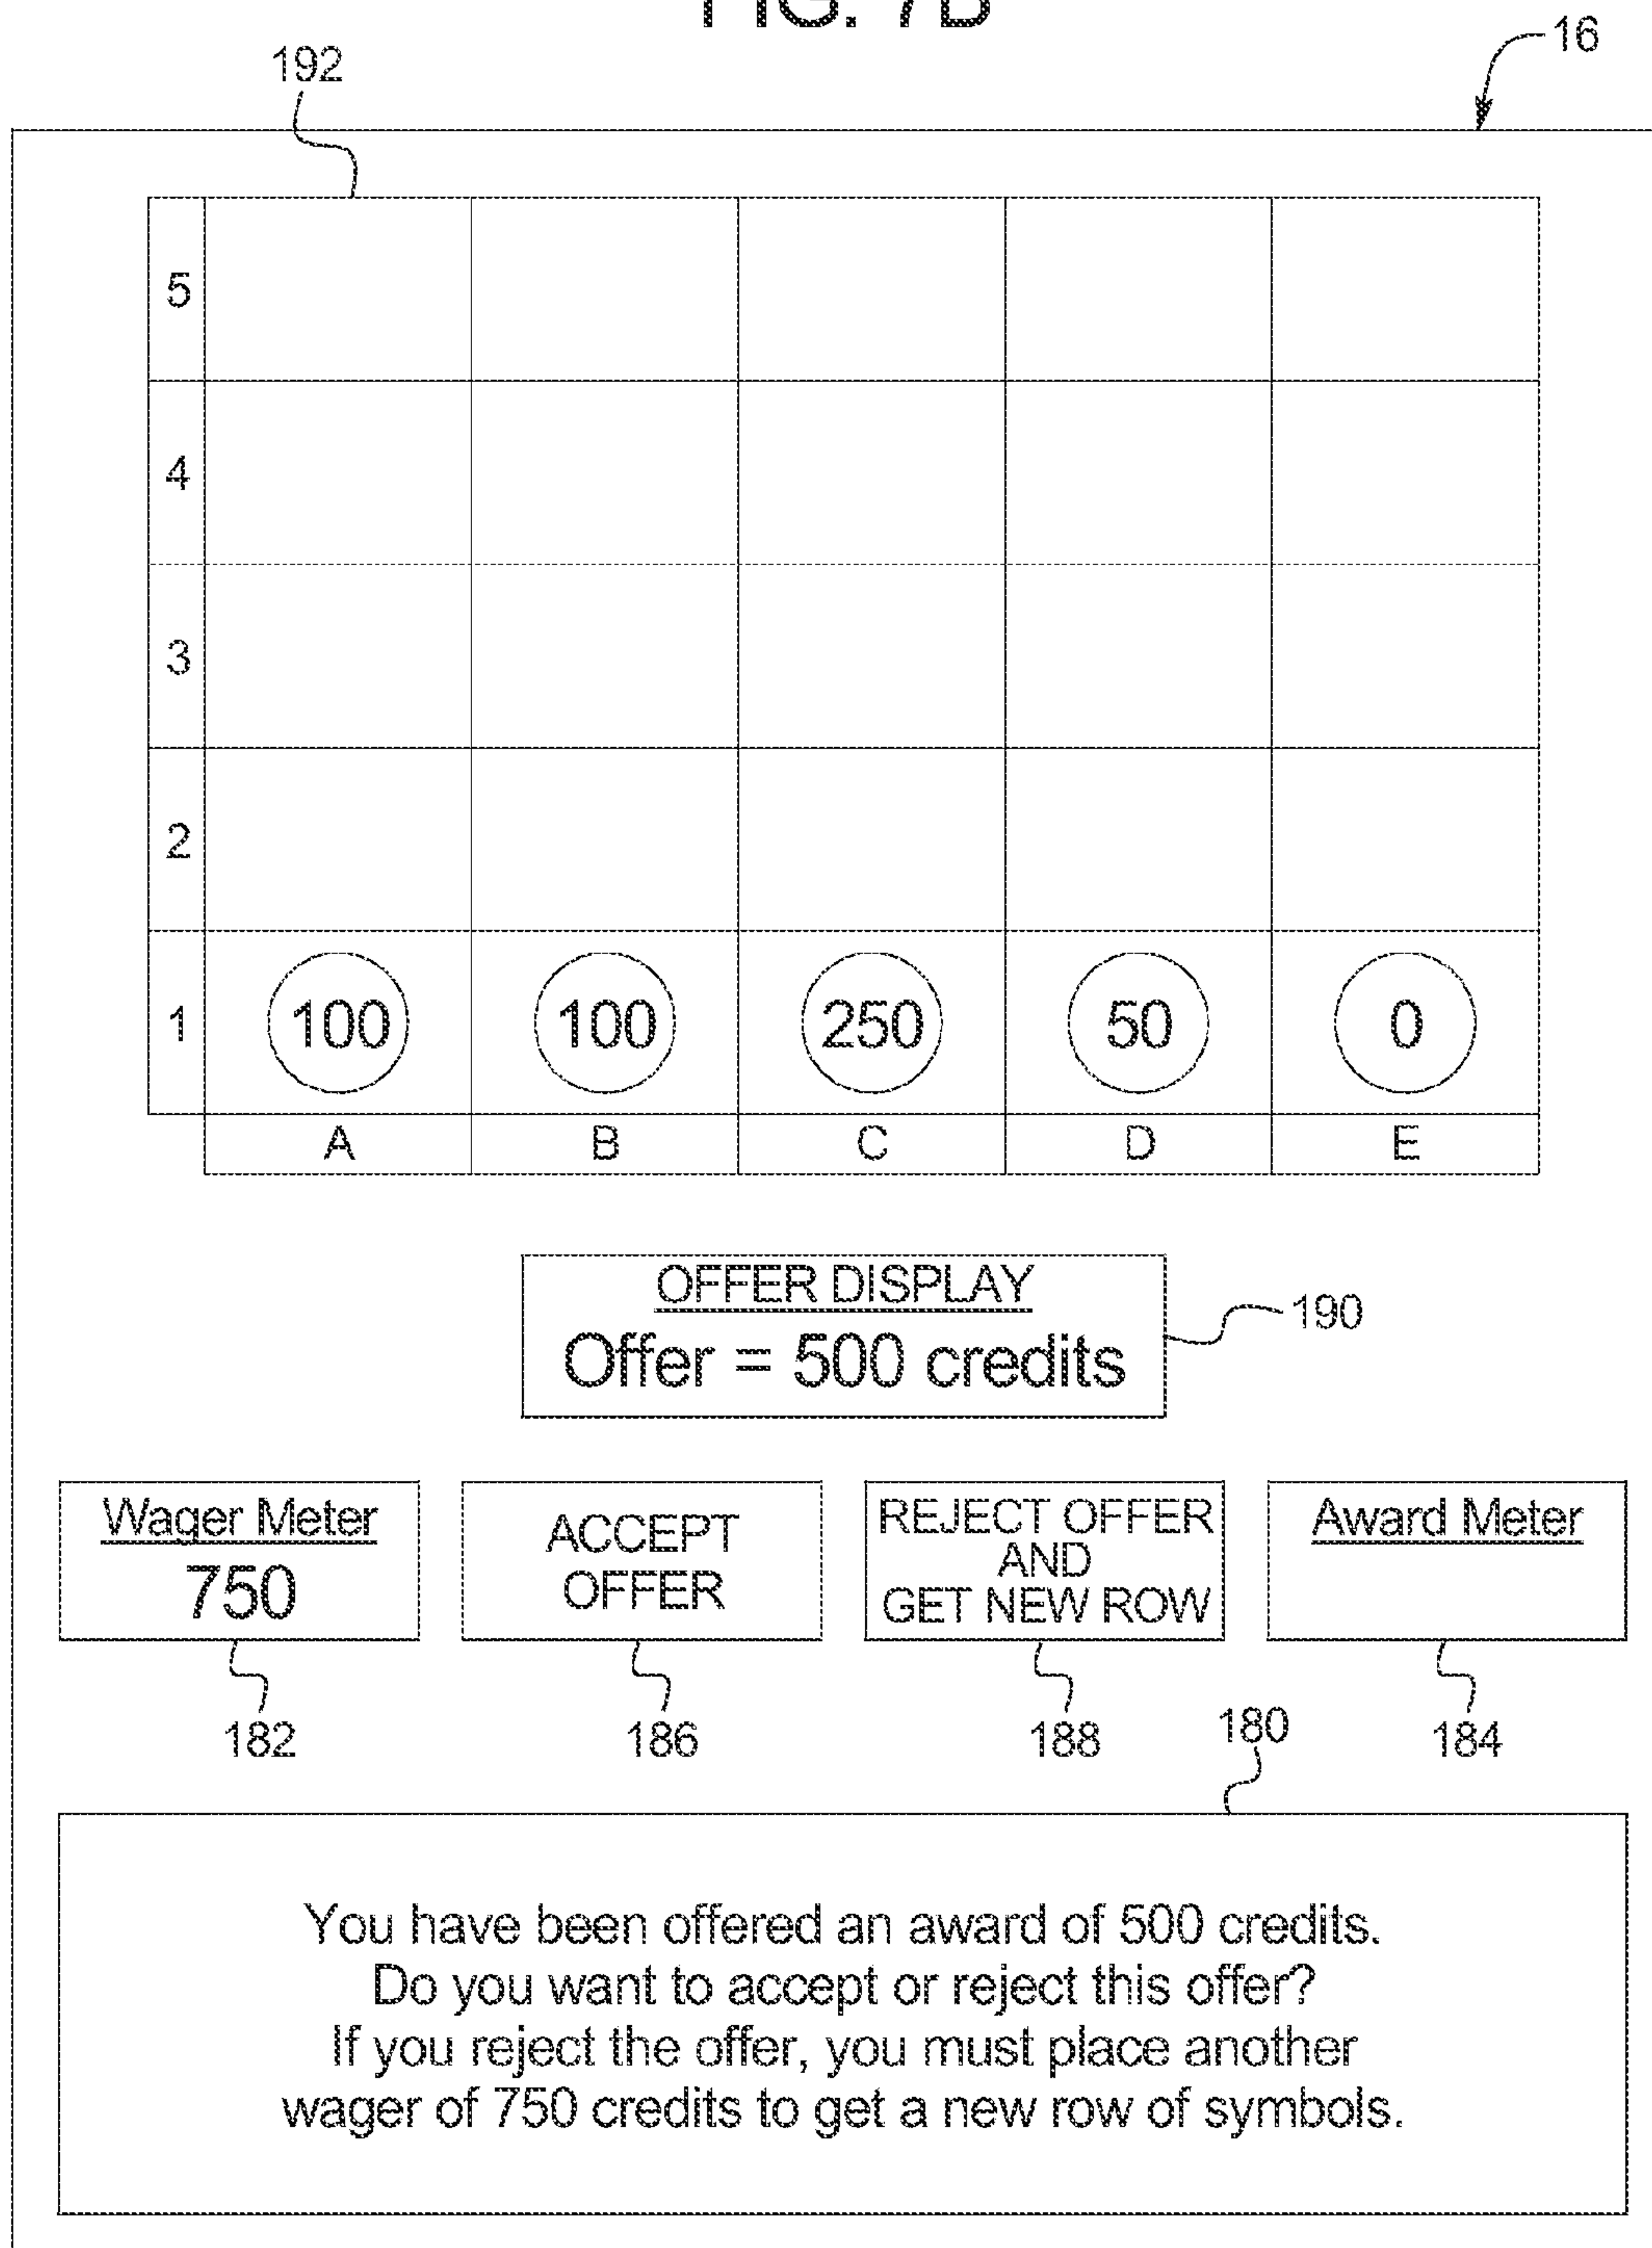 FIG. 7B
16
192
5
4
3
2
1 100 100 250 50 0
A B C D E
OFFER DISPLAY
Offer = 500 credits
190
Wager Meter
750
ACCEPT
OFFER
REJECT OFFER
AND
GET NEW ROW
Award Meter
182
186
188
180
184
You have been offered an award of 500 credits.
Do you want to accept or reject this offer?
If you reject the offer, you must place another
wager of 750 credits to get a new row of symbols.